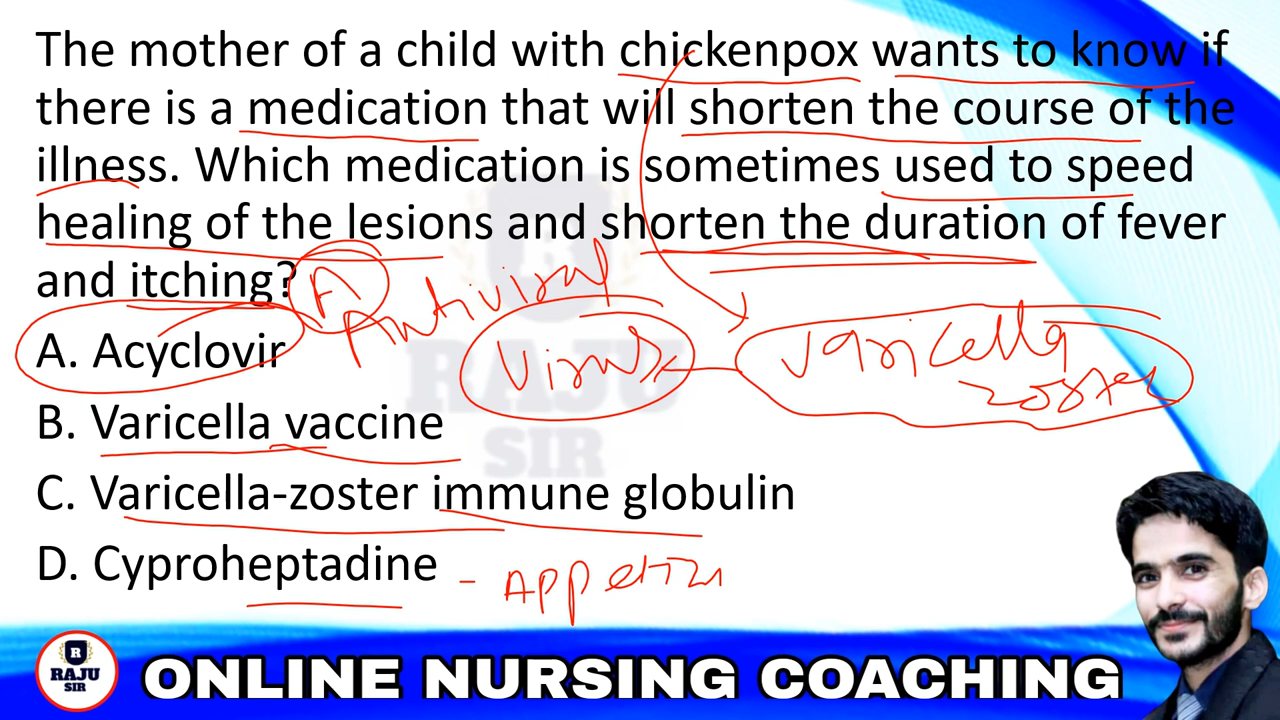 The mother of a child with chickenpox wants to know if
there is a medication that will shorten the course of the
illness. Which medication is sometimes used to speed
healing of the lesions and shorten the duration of fever
and itching? A
Antiviral
A. Acyclovir
Virus
Varicella
zoster
B. Varicella vaccine
C. Varicella-zoster immune globulin
D. Cyproheptadine -
R
RAJU
SIR
R
RAJU
SIR
ONLINE NURSING COACHING